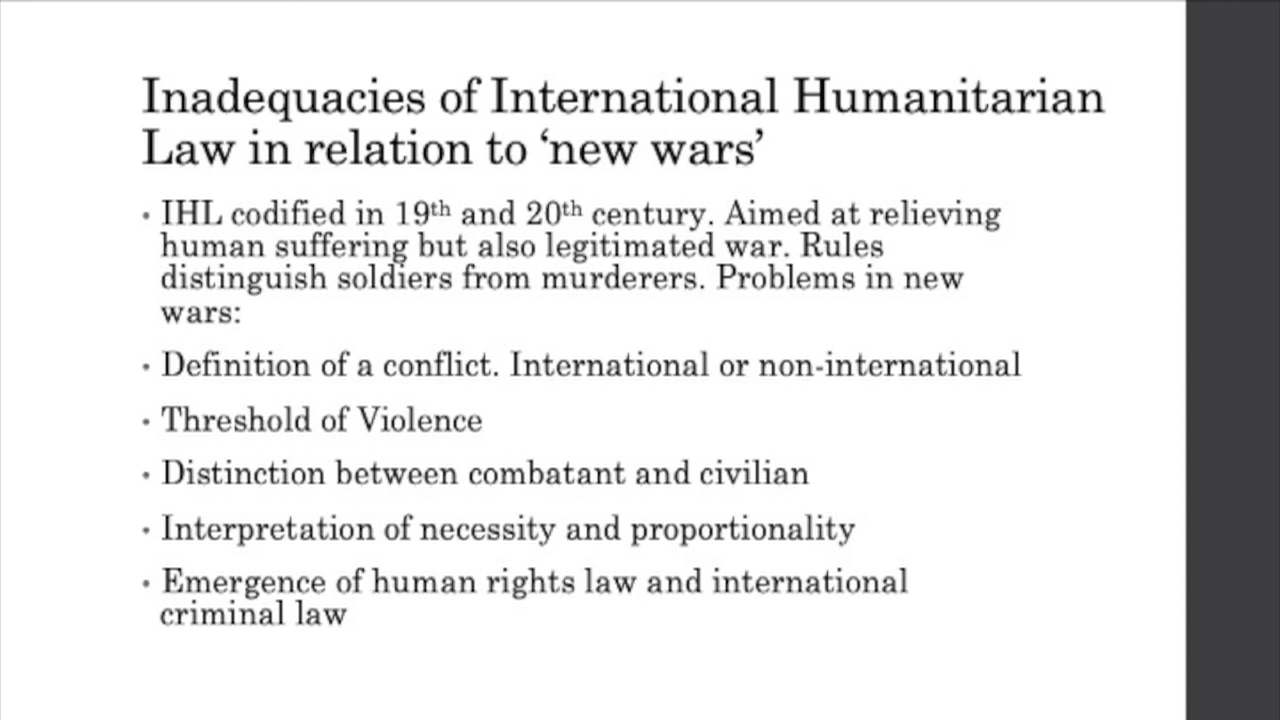 Inadequacies of International Humanitarian
Law in relation to ‘new wars’
• IHL codified in 19th and 20th century. Aimed at relieving
human suffering but also legitimated war. Rules
distinguish soldiers from murderers. Problems in new
wars:
• Definition of a conflict. International or non-international
• Threshold of Violence
• Distinction between combatant and civilian
• Interpretation of necessity and proportionality
• Emergence of human rights law and international
criminal law